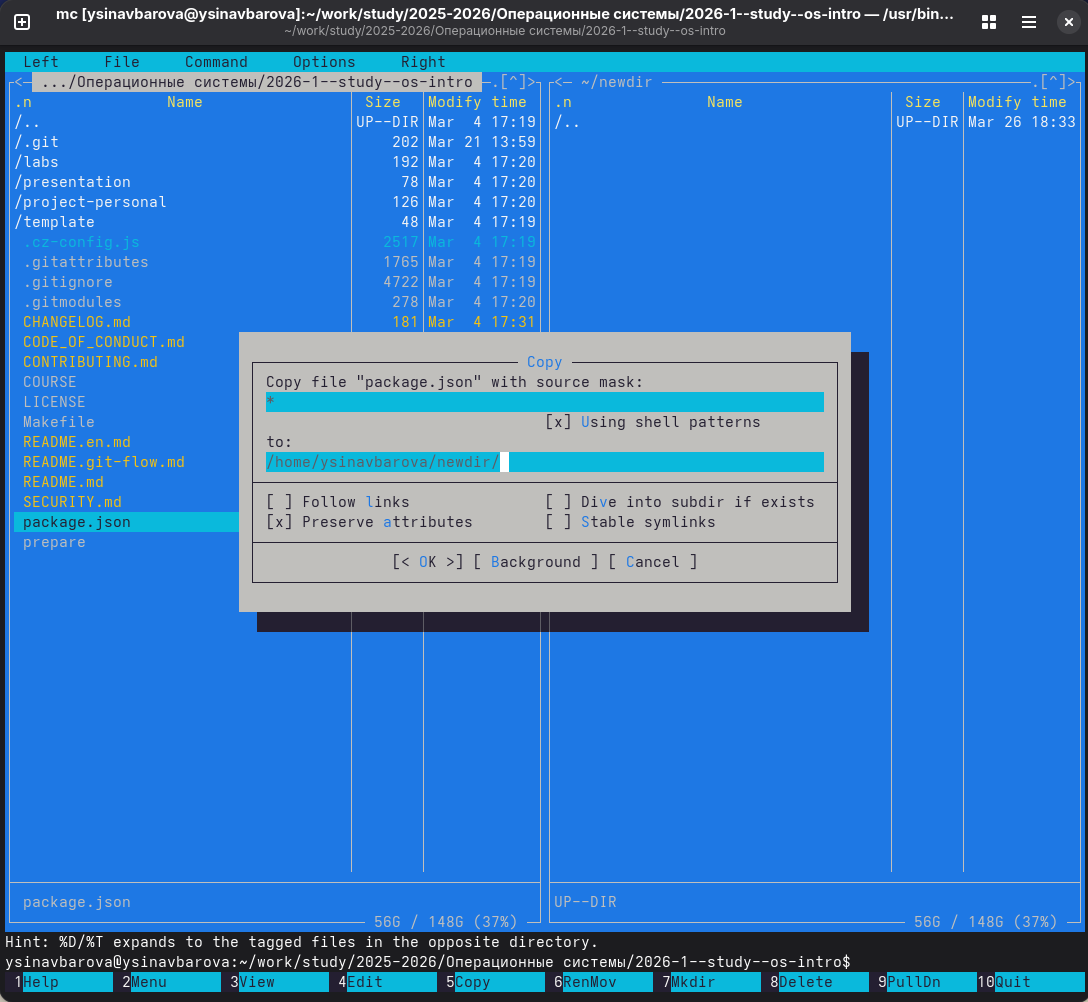 mc [ysinavbarova@ysinavbarova]:~/work/study/2025-2026/Операционные системы/2026-1--study--os-intro — /usr/bin...
~/work/study/2025-2026/Операционные системы/2026-1--study--os-intro
Left File Command Options Right
<— .../Операционные системы/2026-1--study--os-intro —.[^]> <— ~/newdir —.[^]>
.n Name Size Modify time .n Name Size Modify time
/.. UP--DIR Mar 4 17:19 /.. UP--DIR Mar 26 18:33
/.git 202 Mar 21 13:59
/labs 192 Mar 4 17:20
/presentation 78 Mar 4 17:20
/project-personal 126 Mar 4 17:20
/template 48 Mar 4 17:19
.cz-config.js 2517 Mar 4 17:19
.gitattributes 1765 Mar 4 17:19
.gitignore 4722 Mar 4 17:19
.gitmodules 278 Mar 4 17:20
CHANGELOG.md 181 Mar 4 17:31
CODE_OF_CONDUCT.md
CONTRIBUTING.md
COURSE
LICENSE
Makefile
README.en.md
README.git-flow.md
README.md
SECURITY.md
package.json
prepare
Copy
Copy file "package.json" with source mask:
*
[x] Using shell patterns
to:
/home/ysinavbarova/newdir/
[ ] Follow links [ ] Dive into subdir if exists
[x] Preserve attributes [ ] Stable symlinks
[< OK >] [ Background ] [ Cancel ]
package.json UP--DIR
56G / 148G (37%) 56G / 148G (37%)
Hint: %D/%T expands to the tagged files in the opposite directory.
ysinavbarova@ysinavbarova:~/work/study/2025-2026/Операционные системы/2026-1--study--os-intro$
1Help 2Menu 3View 4Edit 5Copy 6RenMov 7Mkdir 8Delete 9PullDn 10Quit